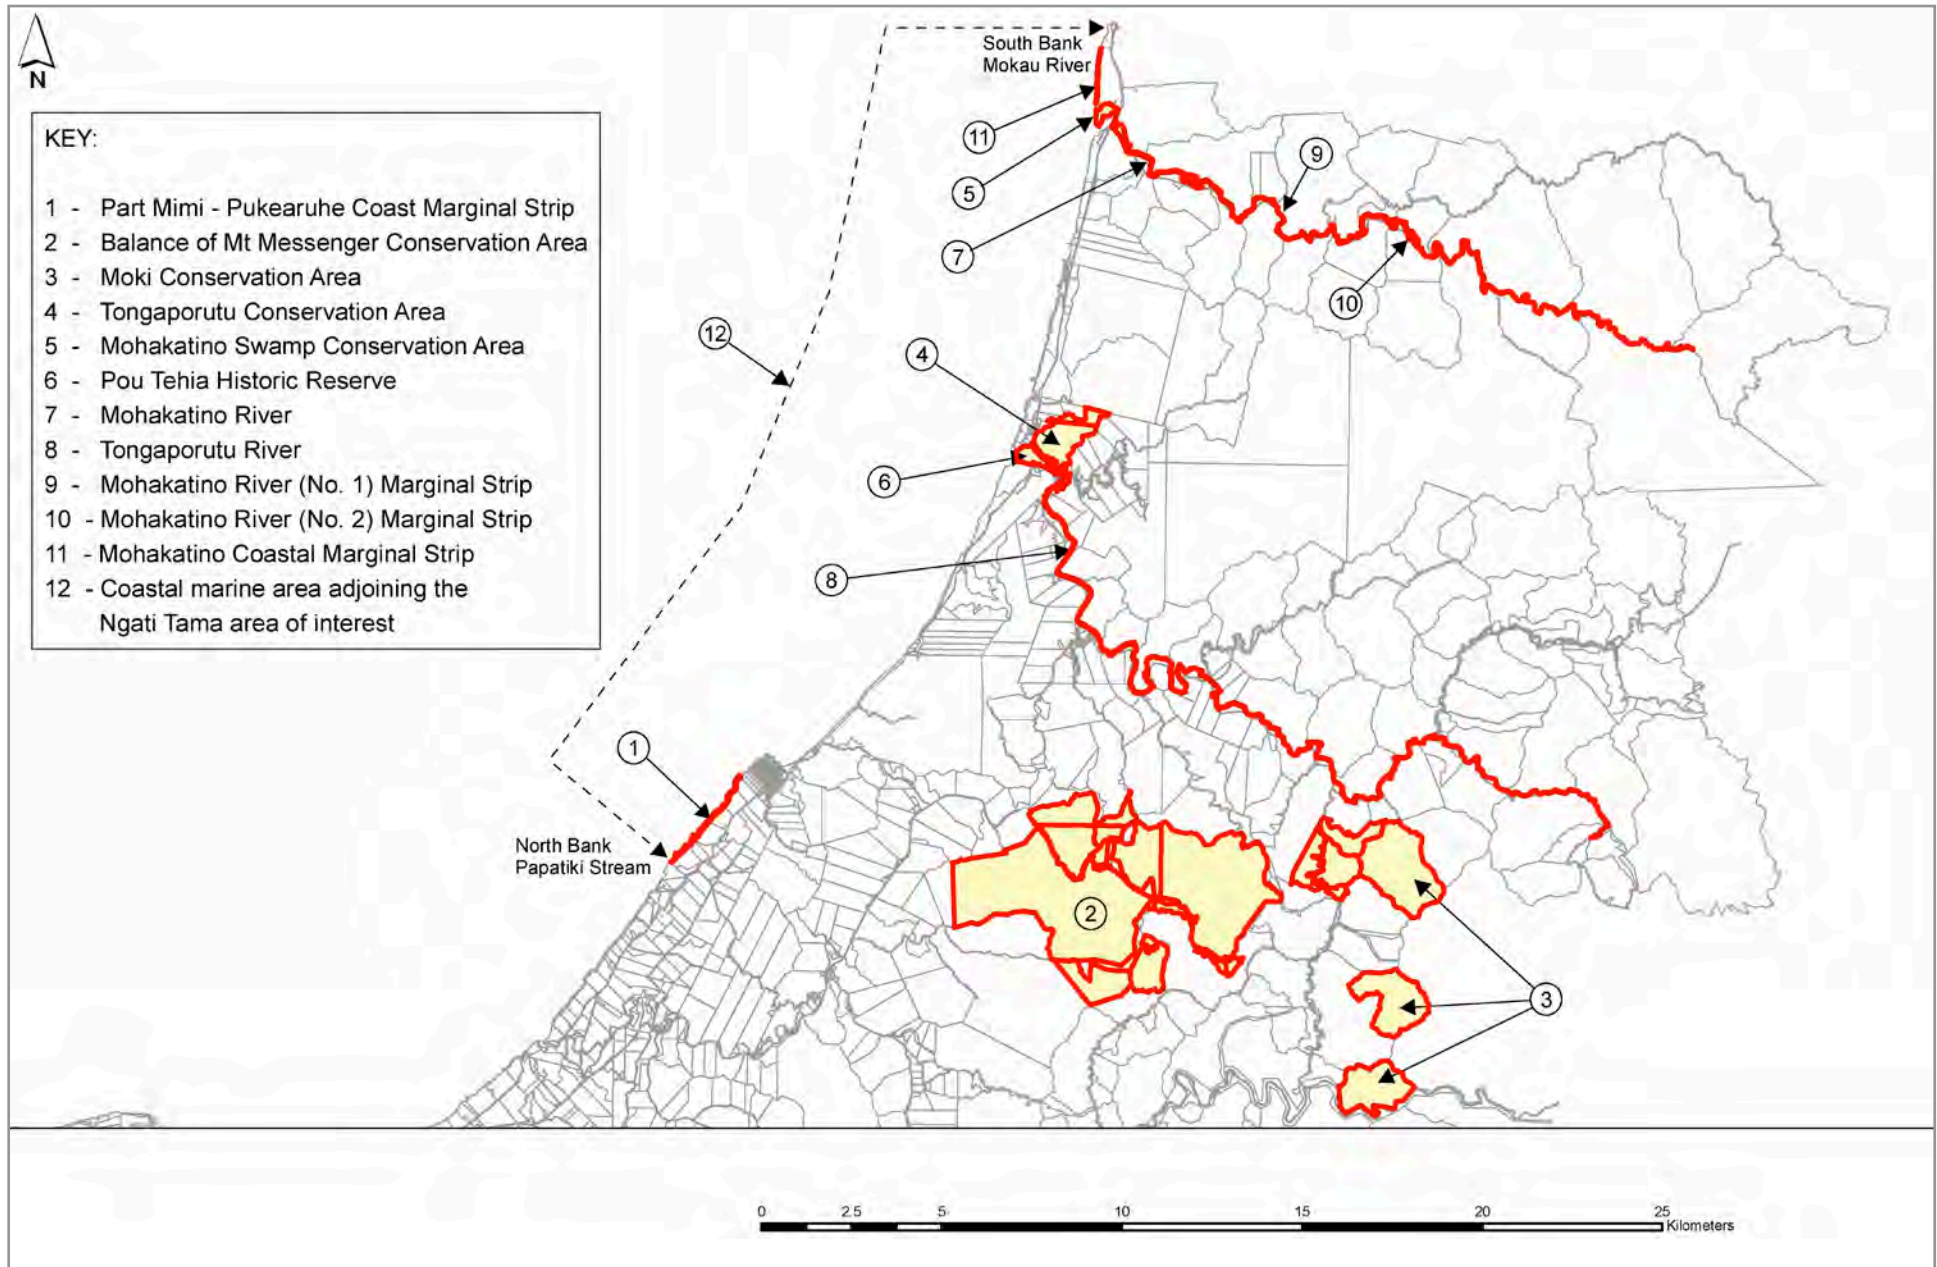 N
KEY:
1 - Part Mimi - Pukearuhe Coast Marginal Strip
2 - Balance of Mt Messenger Conservation Area
3 - Moki Conservation Area
4 - Tongaporutu Conservation Area
5 - Mohakatino Swamp Conservation Area
6 - Pou Tehia Historic Reserve
7 - Mohakatino River
8 - Tongaporutu River
9 - Mohakatino River (No. 1) Marginal Strip
10 - Mohakatino River (No. 2) Marginal Strip
11 - Mohakatino Coastal Marginal Strip
12 - Coastal marine area adjoining the
Ngati Tama area of interest
South Bank
Mokau River
11
5
9
7
10
12
4
6
8
1
North Bank
Papatiki Stream
2
3
0 2.5 5 10 15 20 25
Kilometers